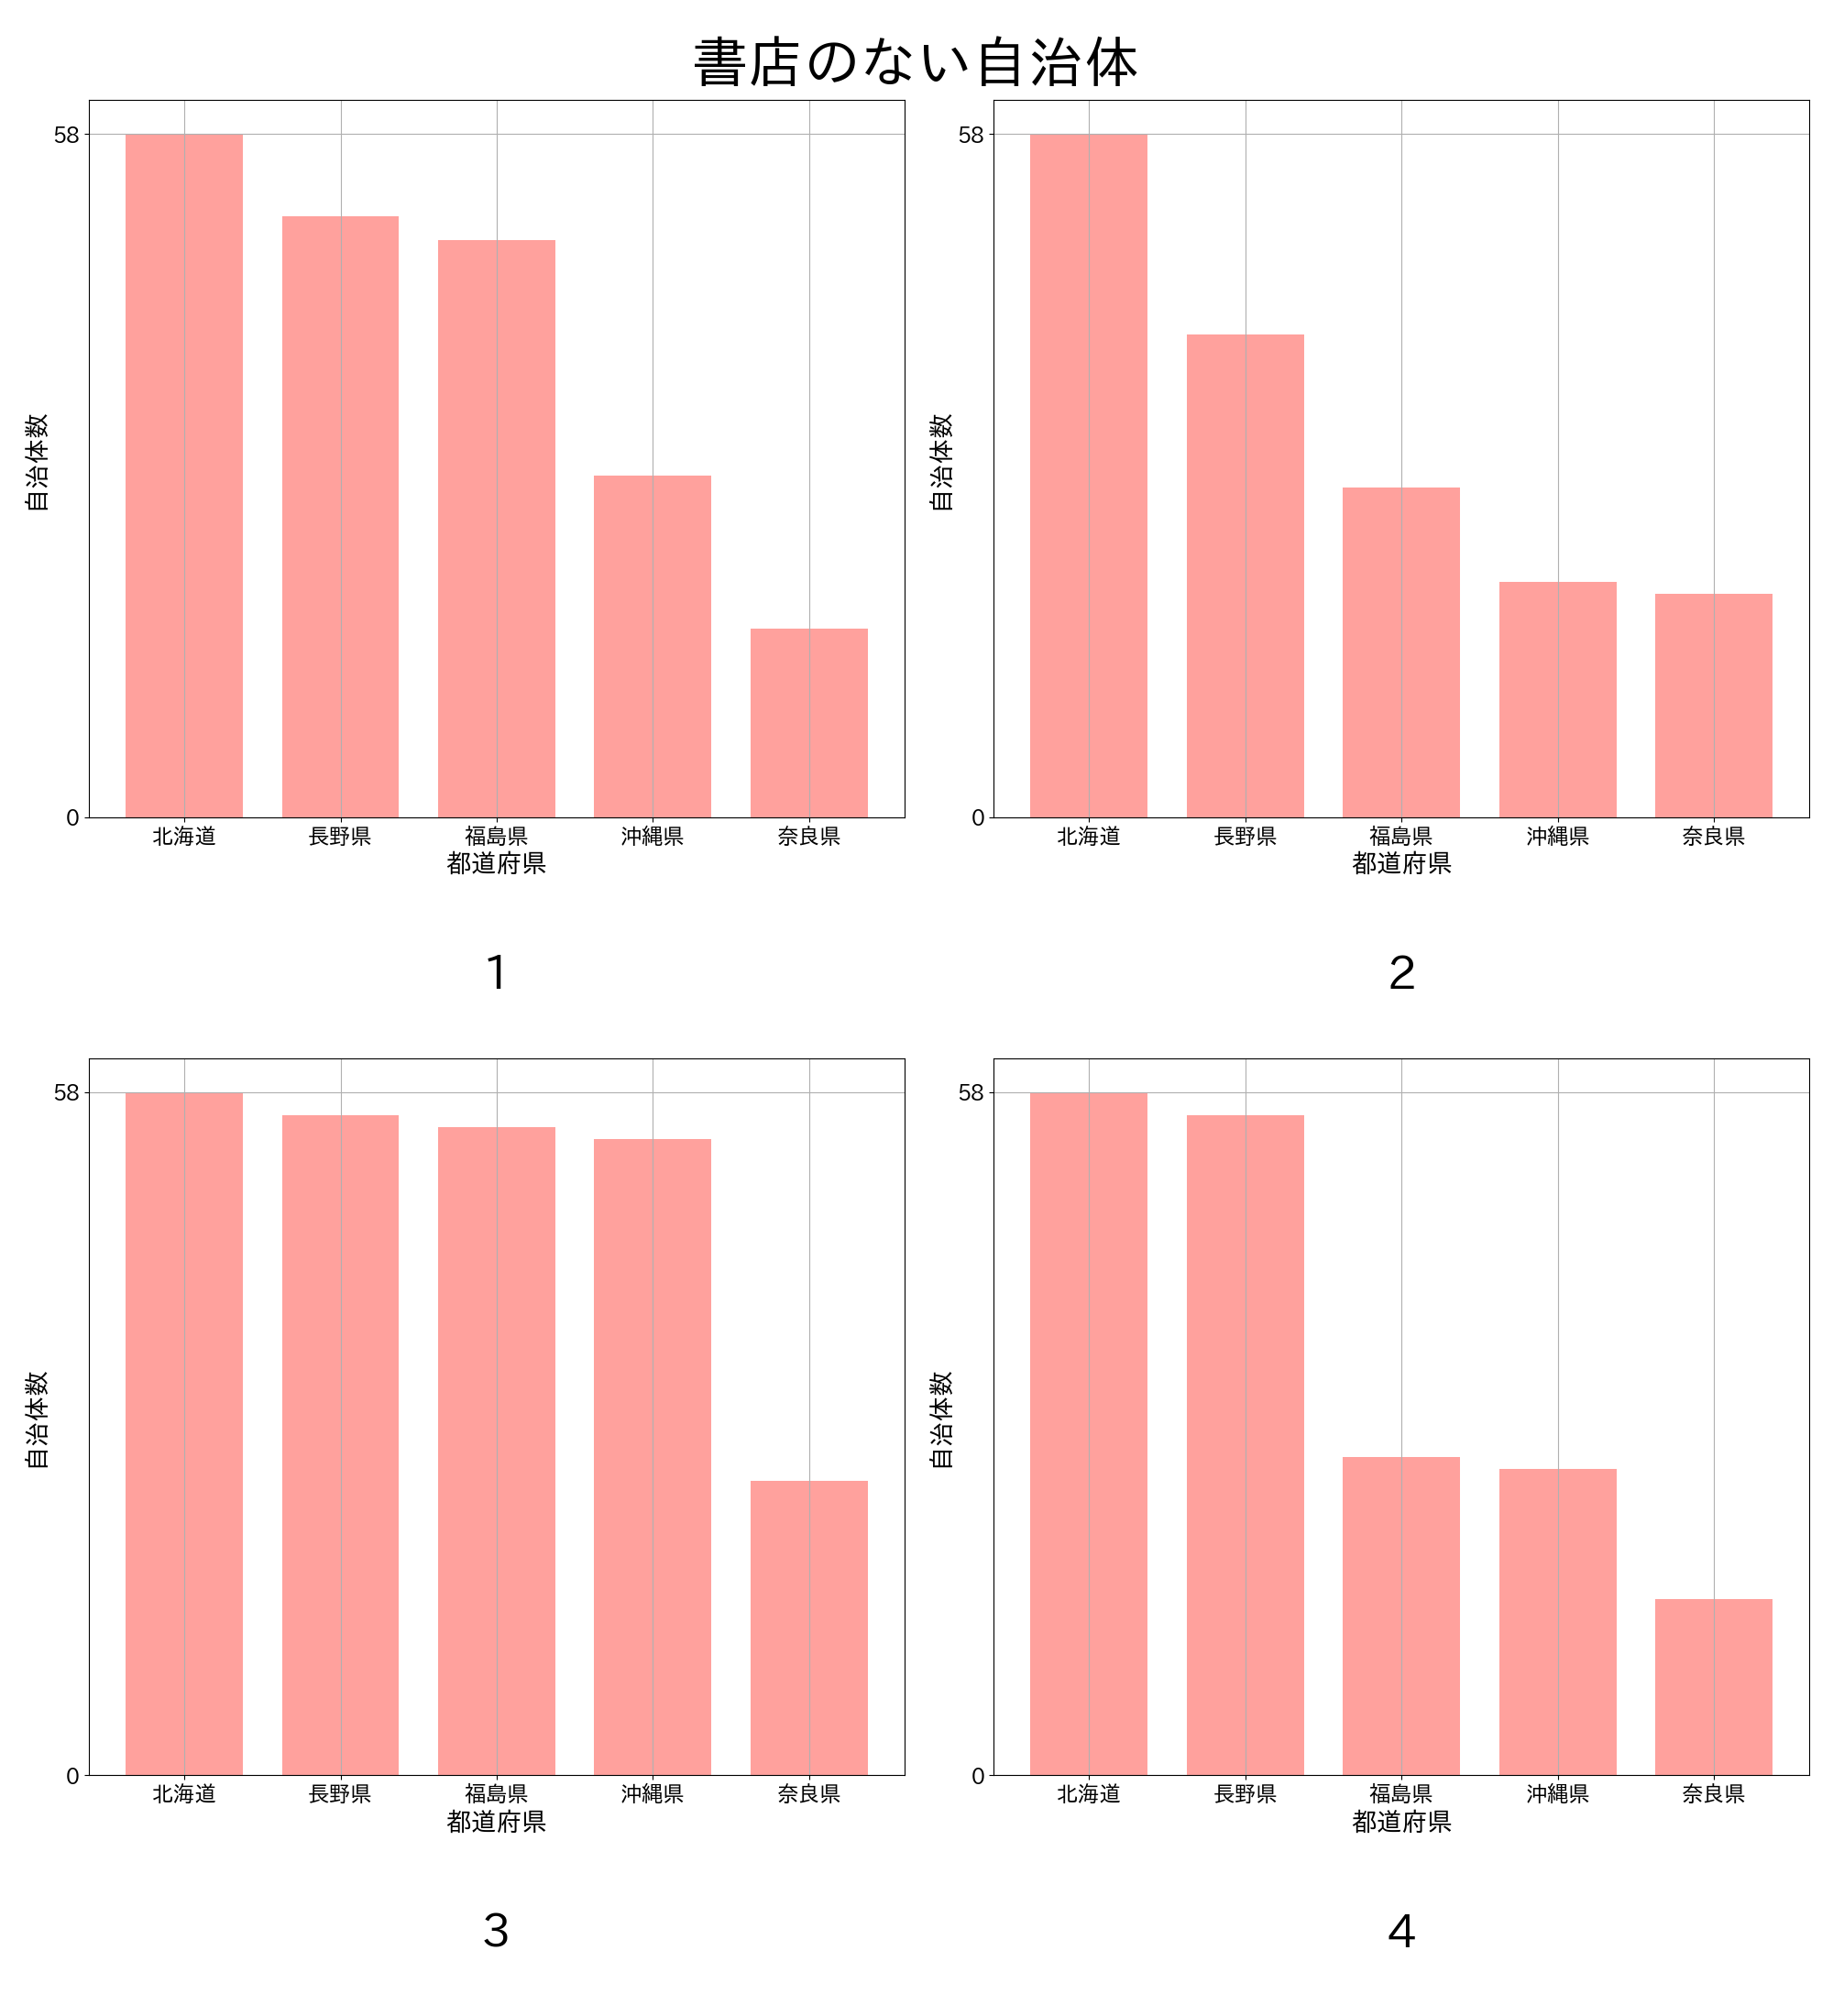 書店のない自治体
58
0
自治体数
北海道 長野県 福島県 沖縄県 奈良県
都道府県
1
58
0
自治体数
北海道 長野県 福島県 沖縄県 奈良県
都道府県
2
58
0
自治体数
北海道 長野県 福島県 沖縄県 奈良県
都道府県
3
58
0
自治体数
北海道 長野県 福島県 沖縄県 奈良県
都道府県
4